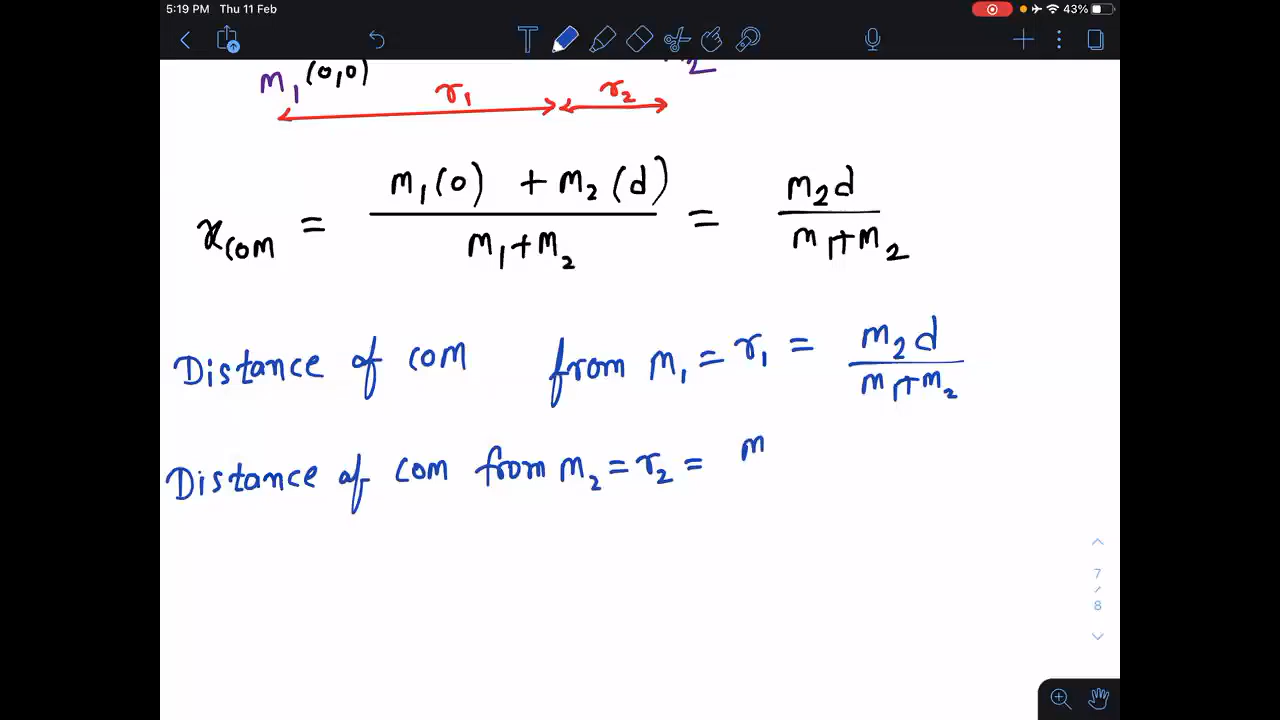 5:19 PM Thu 11 Feb 43%
T
m₁ (0,0)
r₁ r₂
x_COM = m₁(0) + m₂(d) / m₁+m₂ = m₂d / m₁+m₂
Distance of COM from m₁ = r₁ = m₂d / m₁+m₂
Distance of COM from m₂ = r₂ = m
7
/
8